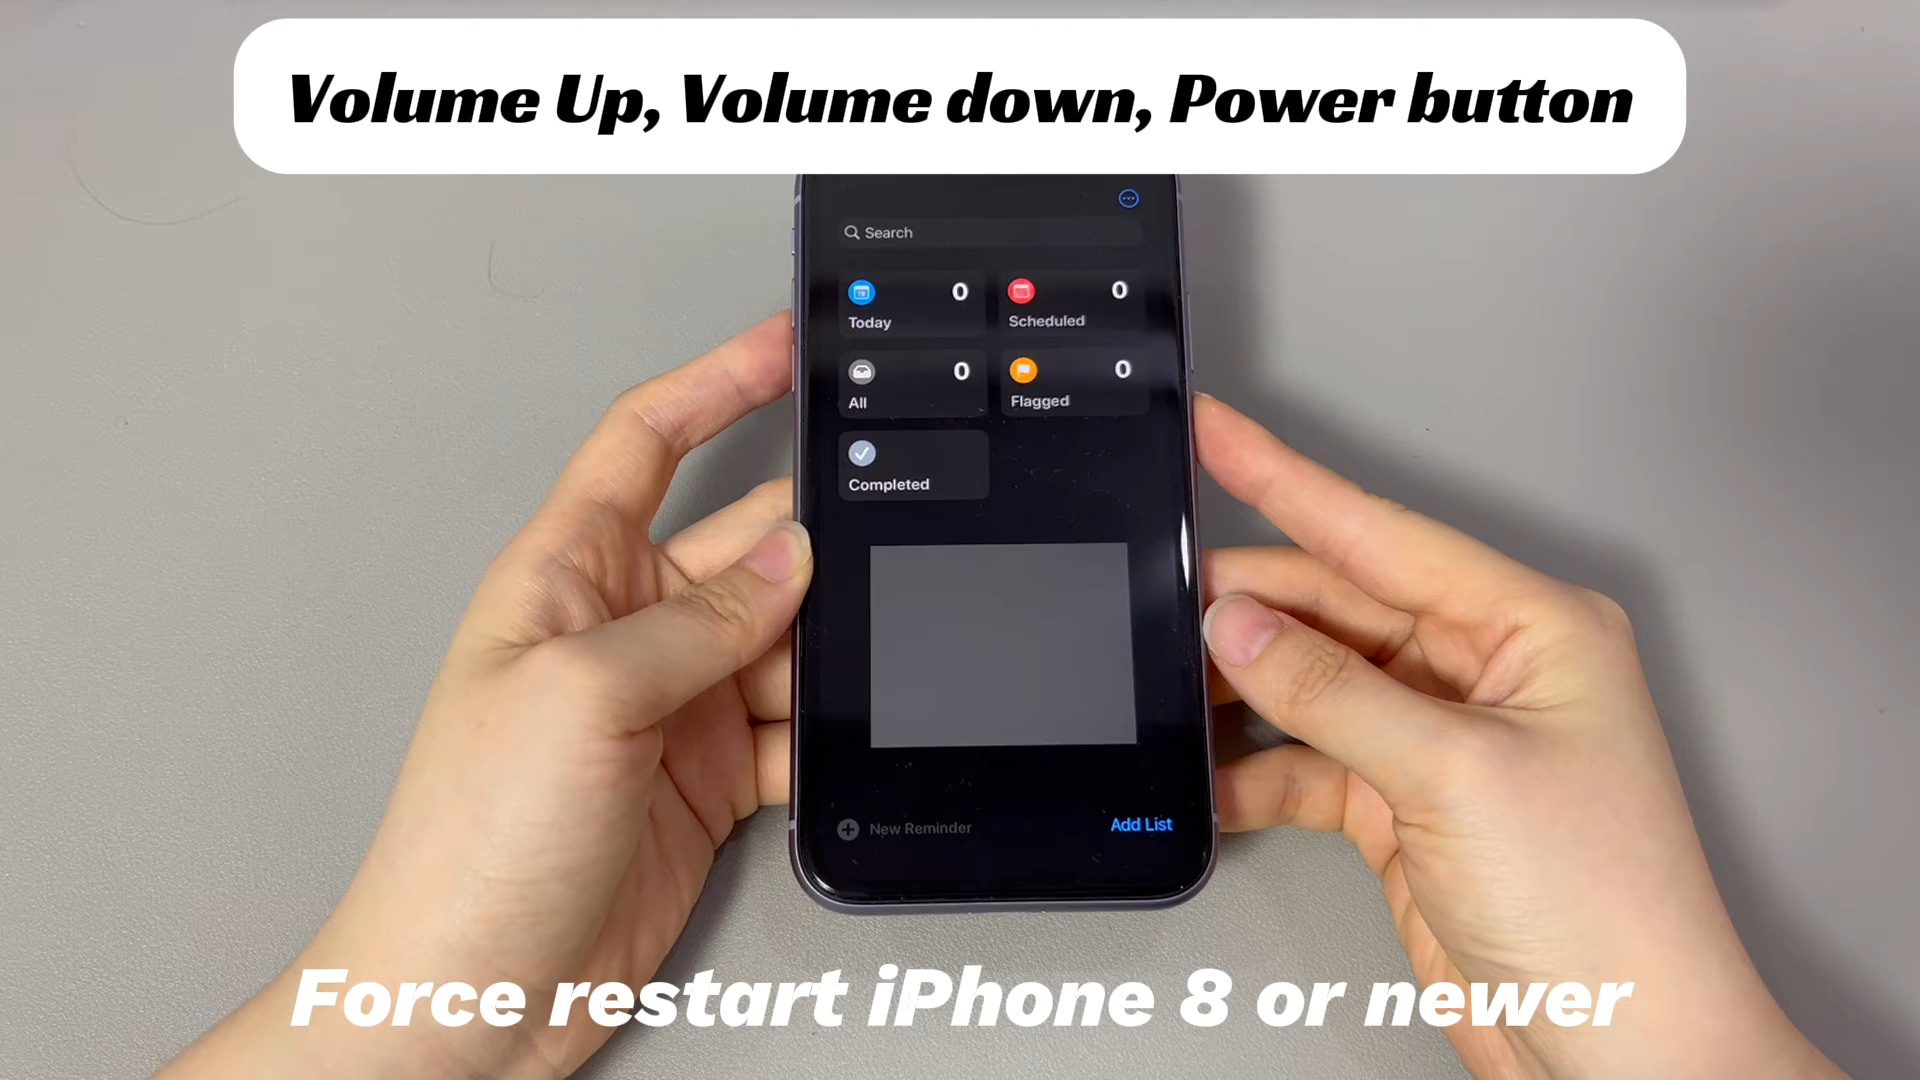 Volume Up, Volume down, Power button
Search
0
0
Today
Scheduled
0
0
All
Flagged
Completed
New Reminder
Add List
Force restart iPhone 8 or newer